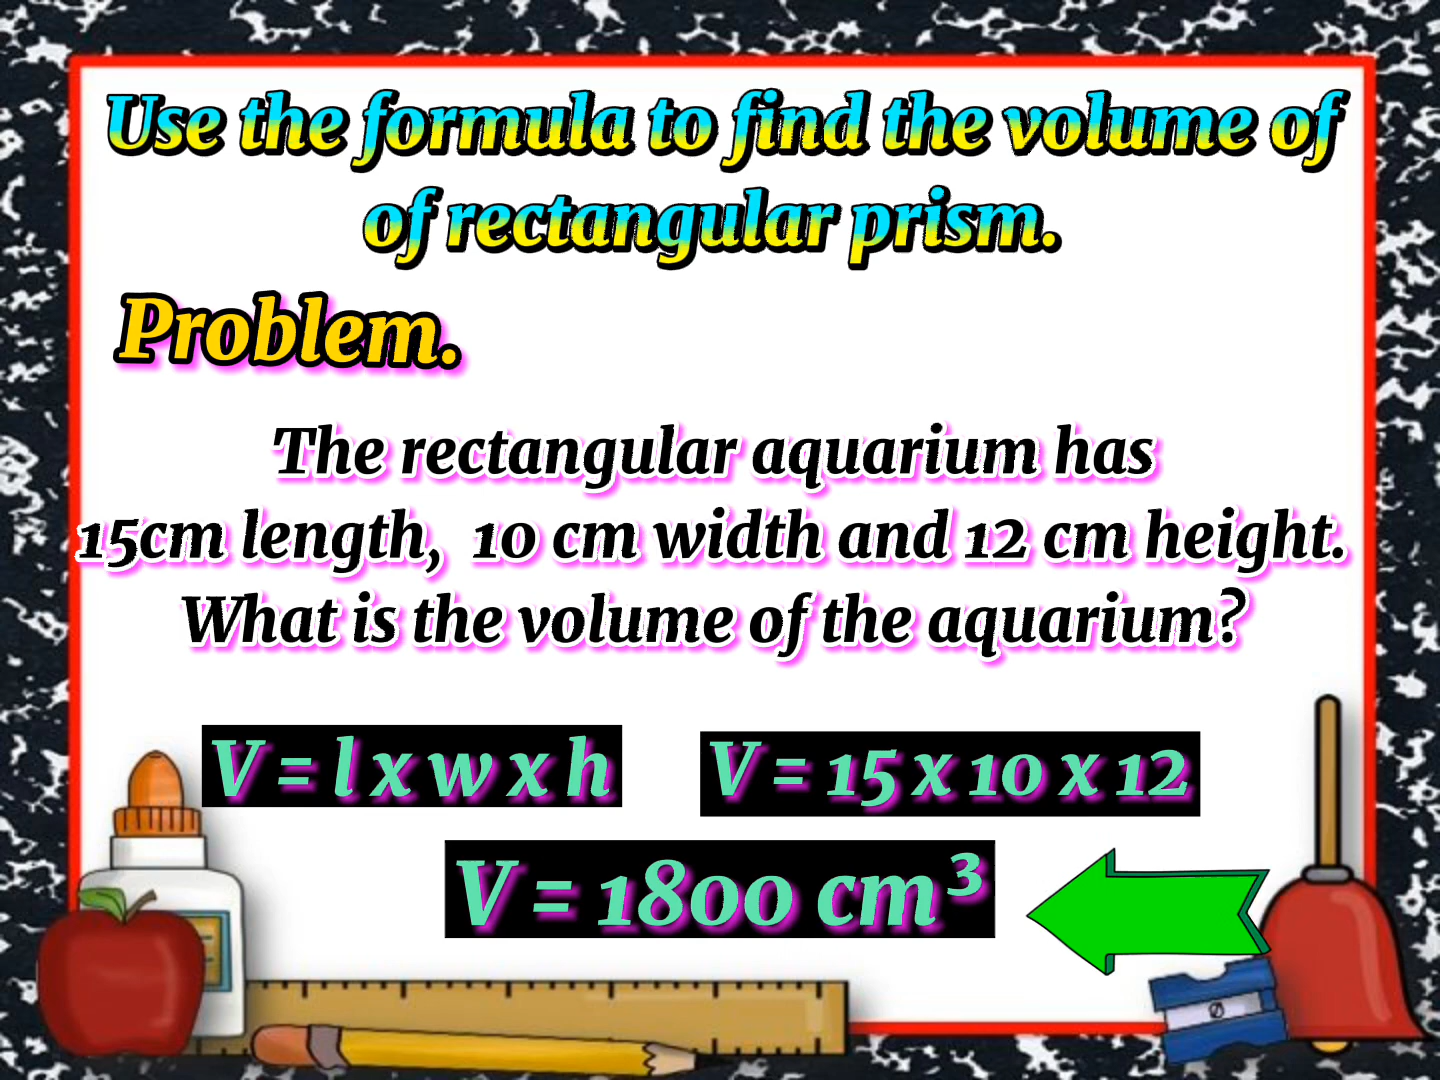 Use the formula to find the volume of
of rectangular prism.
Problem.
The rectangular aquarium has
15cm length, 10 cm width and 12 cm height.
What is the volume of the aquarium?
V = l x w x h
V = 15 x 10 x 12
V = 1800 cm³